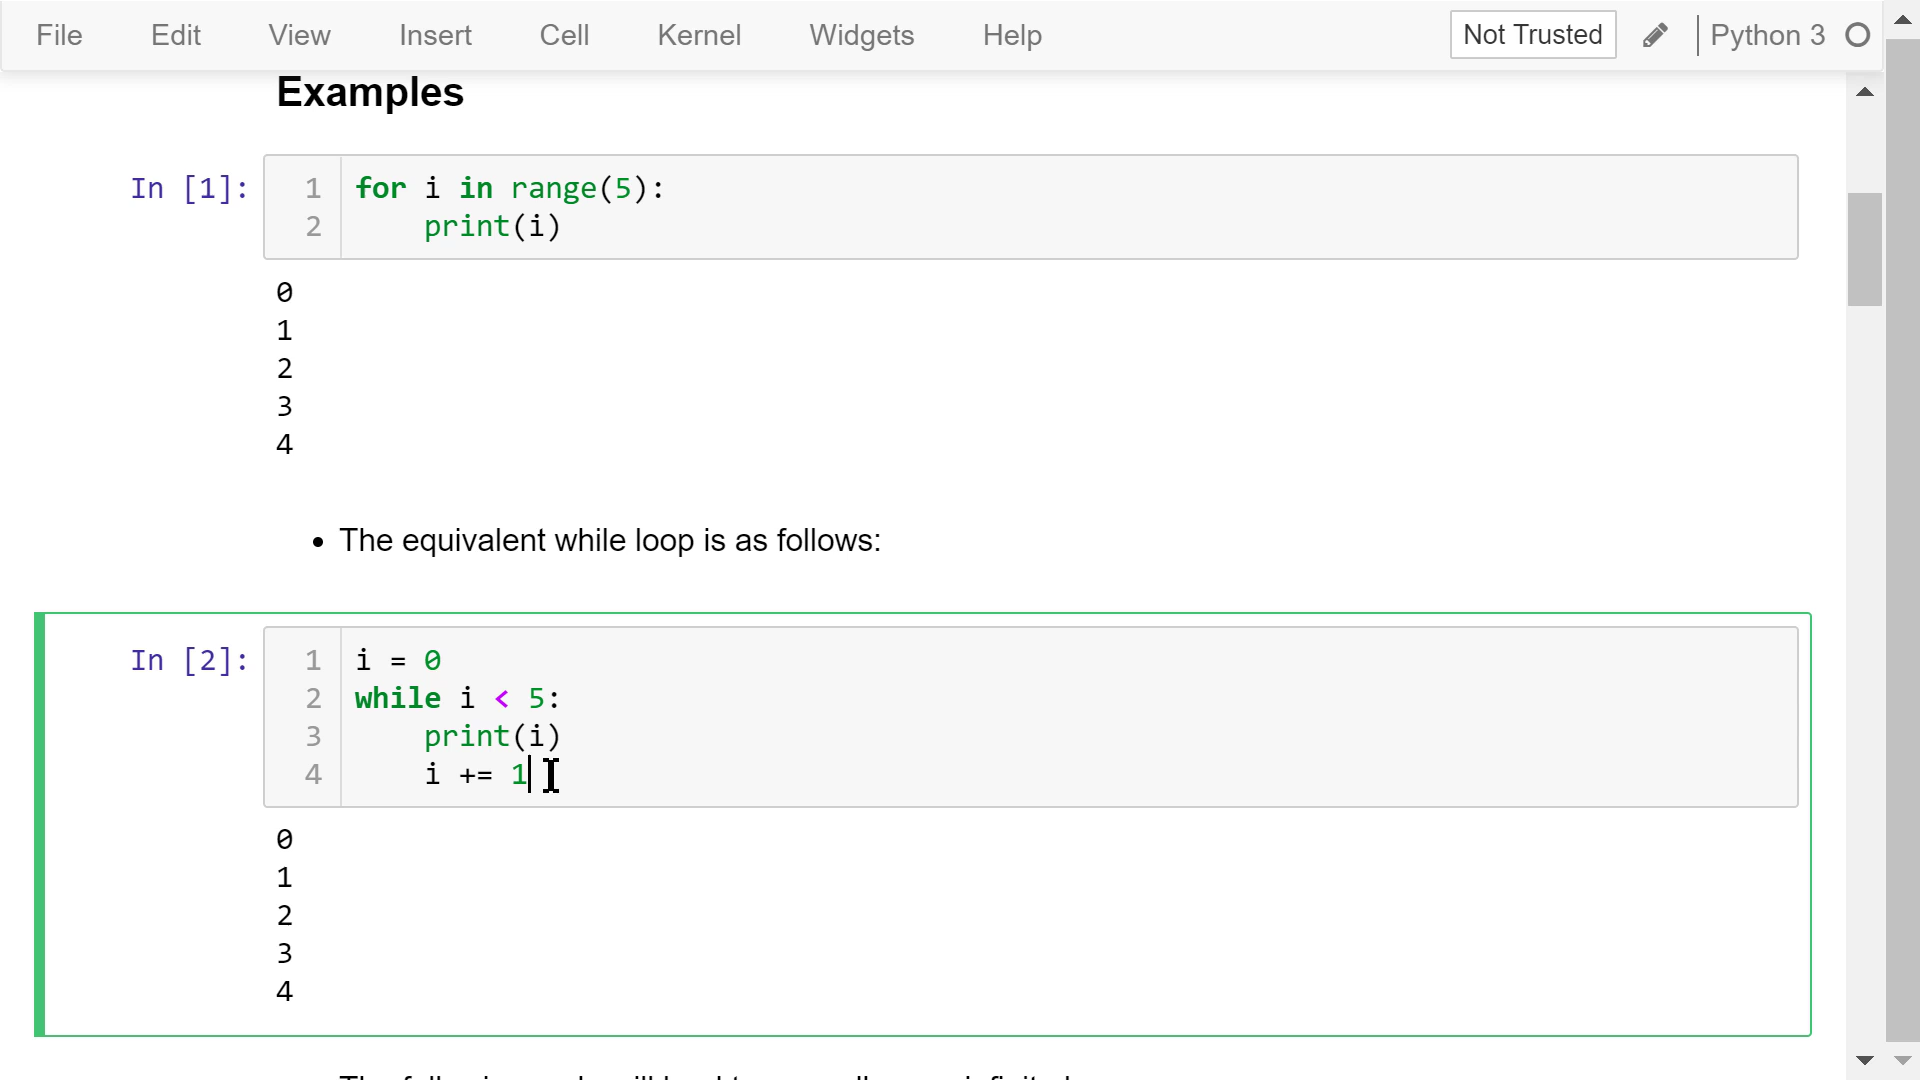 File Edit View Insert Cell Kernel Widgets Help Not Trusted Python 3
Examples
In [1]:
1 for i in range(5):
2     print(i)
0
1
2
3
4
• The equivalent while loop is as follows:
In [2]:
1 i = 0
2 while i < 5:
3     print(i)
4     i += 1
0
1
2
3
4